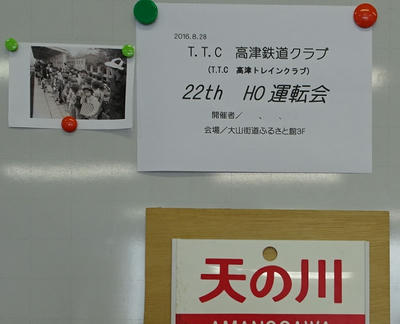 2016.8.28
T.T.C 高津鉄道クラブ
(T.T.C 高津トレインクラブ)
22th HO運転会
開催者／ 、 、
会場／大山街道ふるさと館3F
天の川
AMANOGAWA